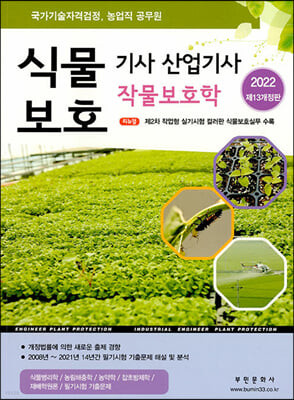 국가기술자격검정, 농업직 공무원
식물
보호
기사 산업기사
작물보호학
2022
제13개정판
리뉴얼
제2차 작업형 실기시험 컬러판 식물보호실무 수록
ENGINEER PLANT PROTECTION
INDUSTRIAL ENGINEER PLANT PROTECTION
● 개정법률에 의한 새로운 출제 경향
● 2008년 ~ 2021년 14년간 필기시험 기출문제 해설 및 분석
식물병리학 / 농림해충학 / 농약학 / 잡초방제학 /
재배학원론 / 필기시험 기출문제
부민문화사
www.bumin33.co.kr